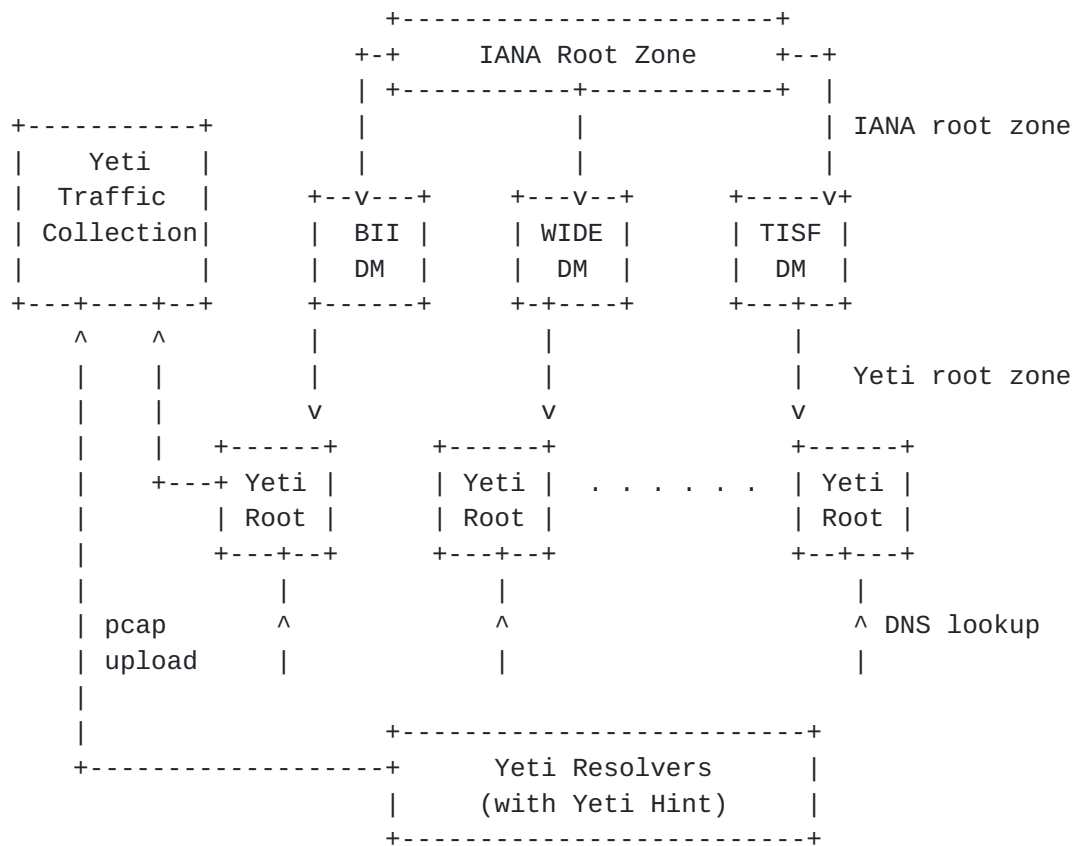 IANA Root Zone
IANA root zone
Yeti
Traffic
Collection
BII
DM
WIDE
DM
TISF
DM
Yeti root zone
Yeti
Root
Yeti
Root
. . . . . .
Yeti
Root
pcap
upload
DNS lookup
Yeti Resolvers
(with Yeti Hint)